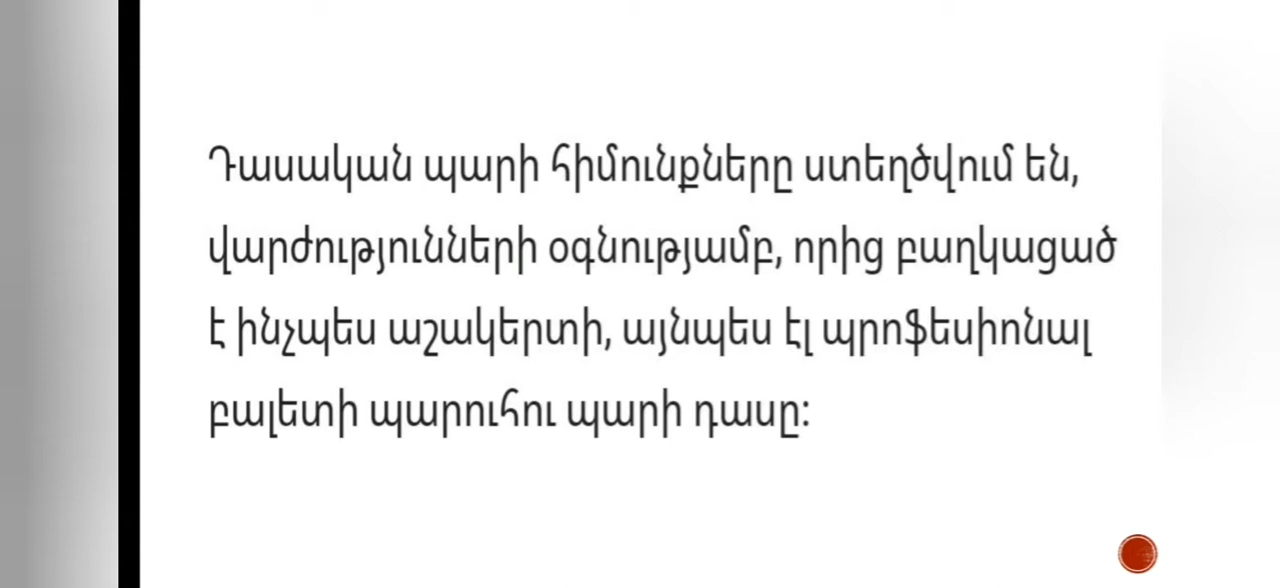 Դասական պարի հիմունքները ստեղծվում են,
վարժությունների օգնությամբ, որից բաղկացած
է ինչպես աշակերտի, այնպես էլ պրոֆեսիոնալ
բալետի պարուհու պարի դասը: